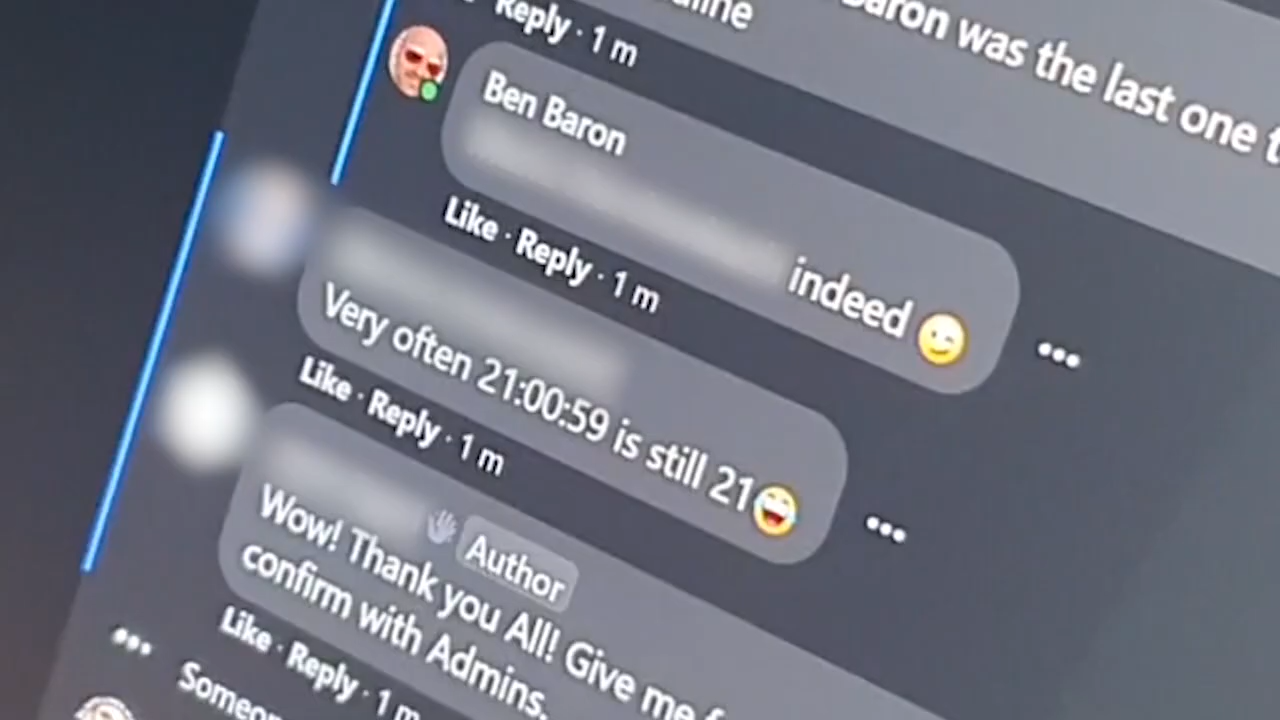 Baron was the last one
Reply · 1 m
Ben Baron
indeed
Like · Reply · 1 m
Very often 21:00:59 is still 21
Like · Reply · 1 m
Author
Wow! Thank you All! Give me
confirm with Admins.
Like · Reply · 1 m